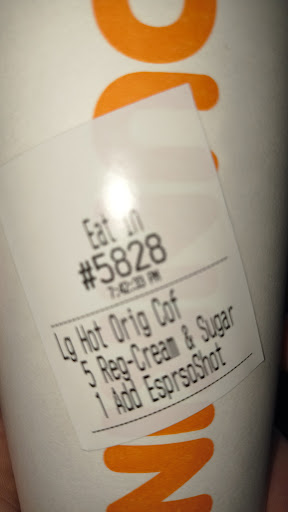 Eat In
#5828
7:42:33 PM
Lg Hot Orig Cof
5 Reg-Cream & Sugar
1 Add EsprsoShot